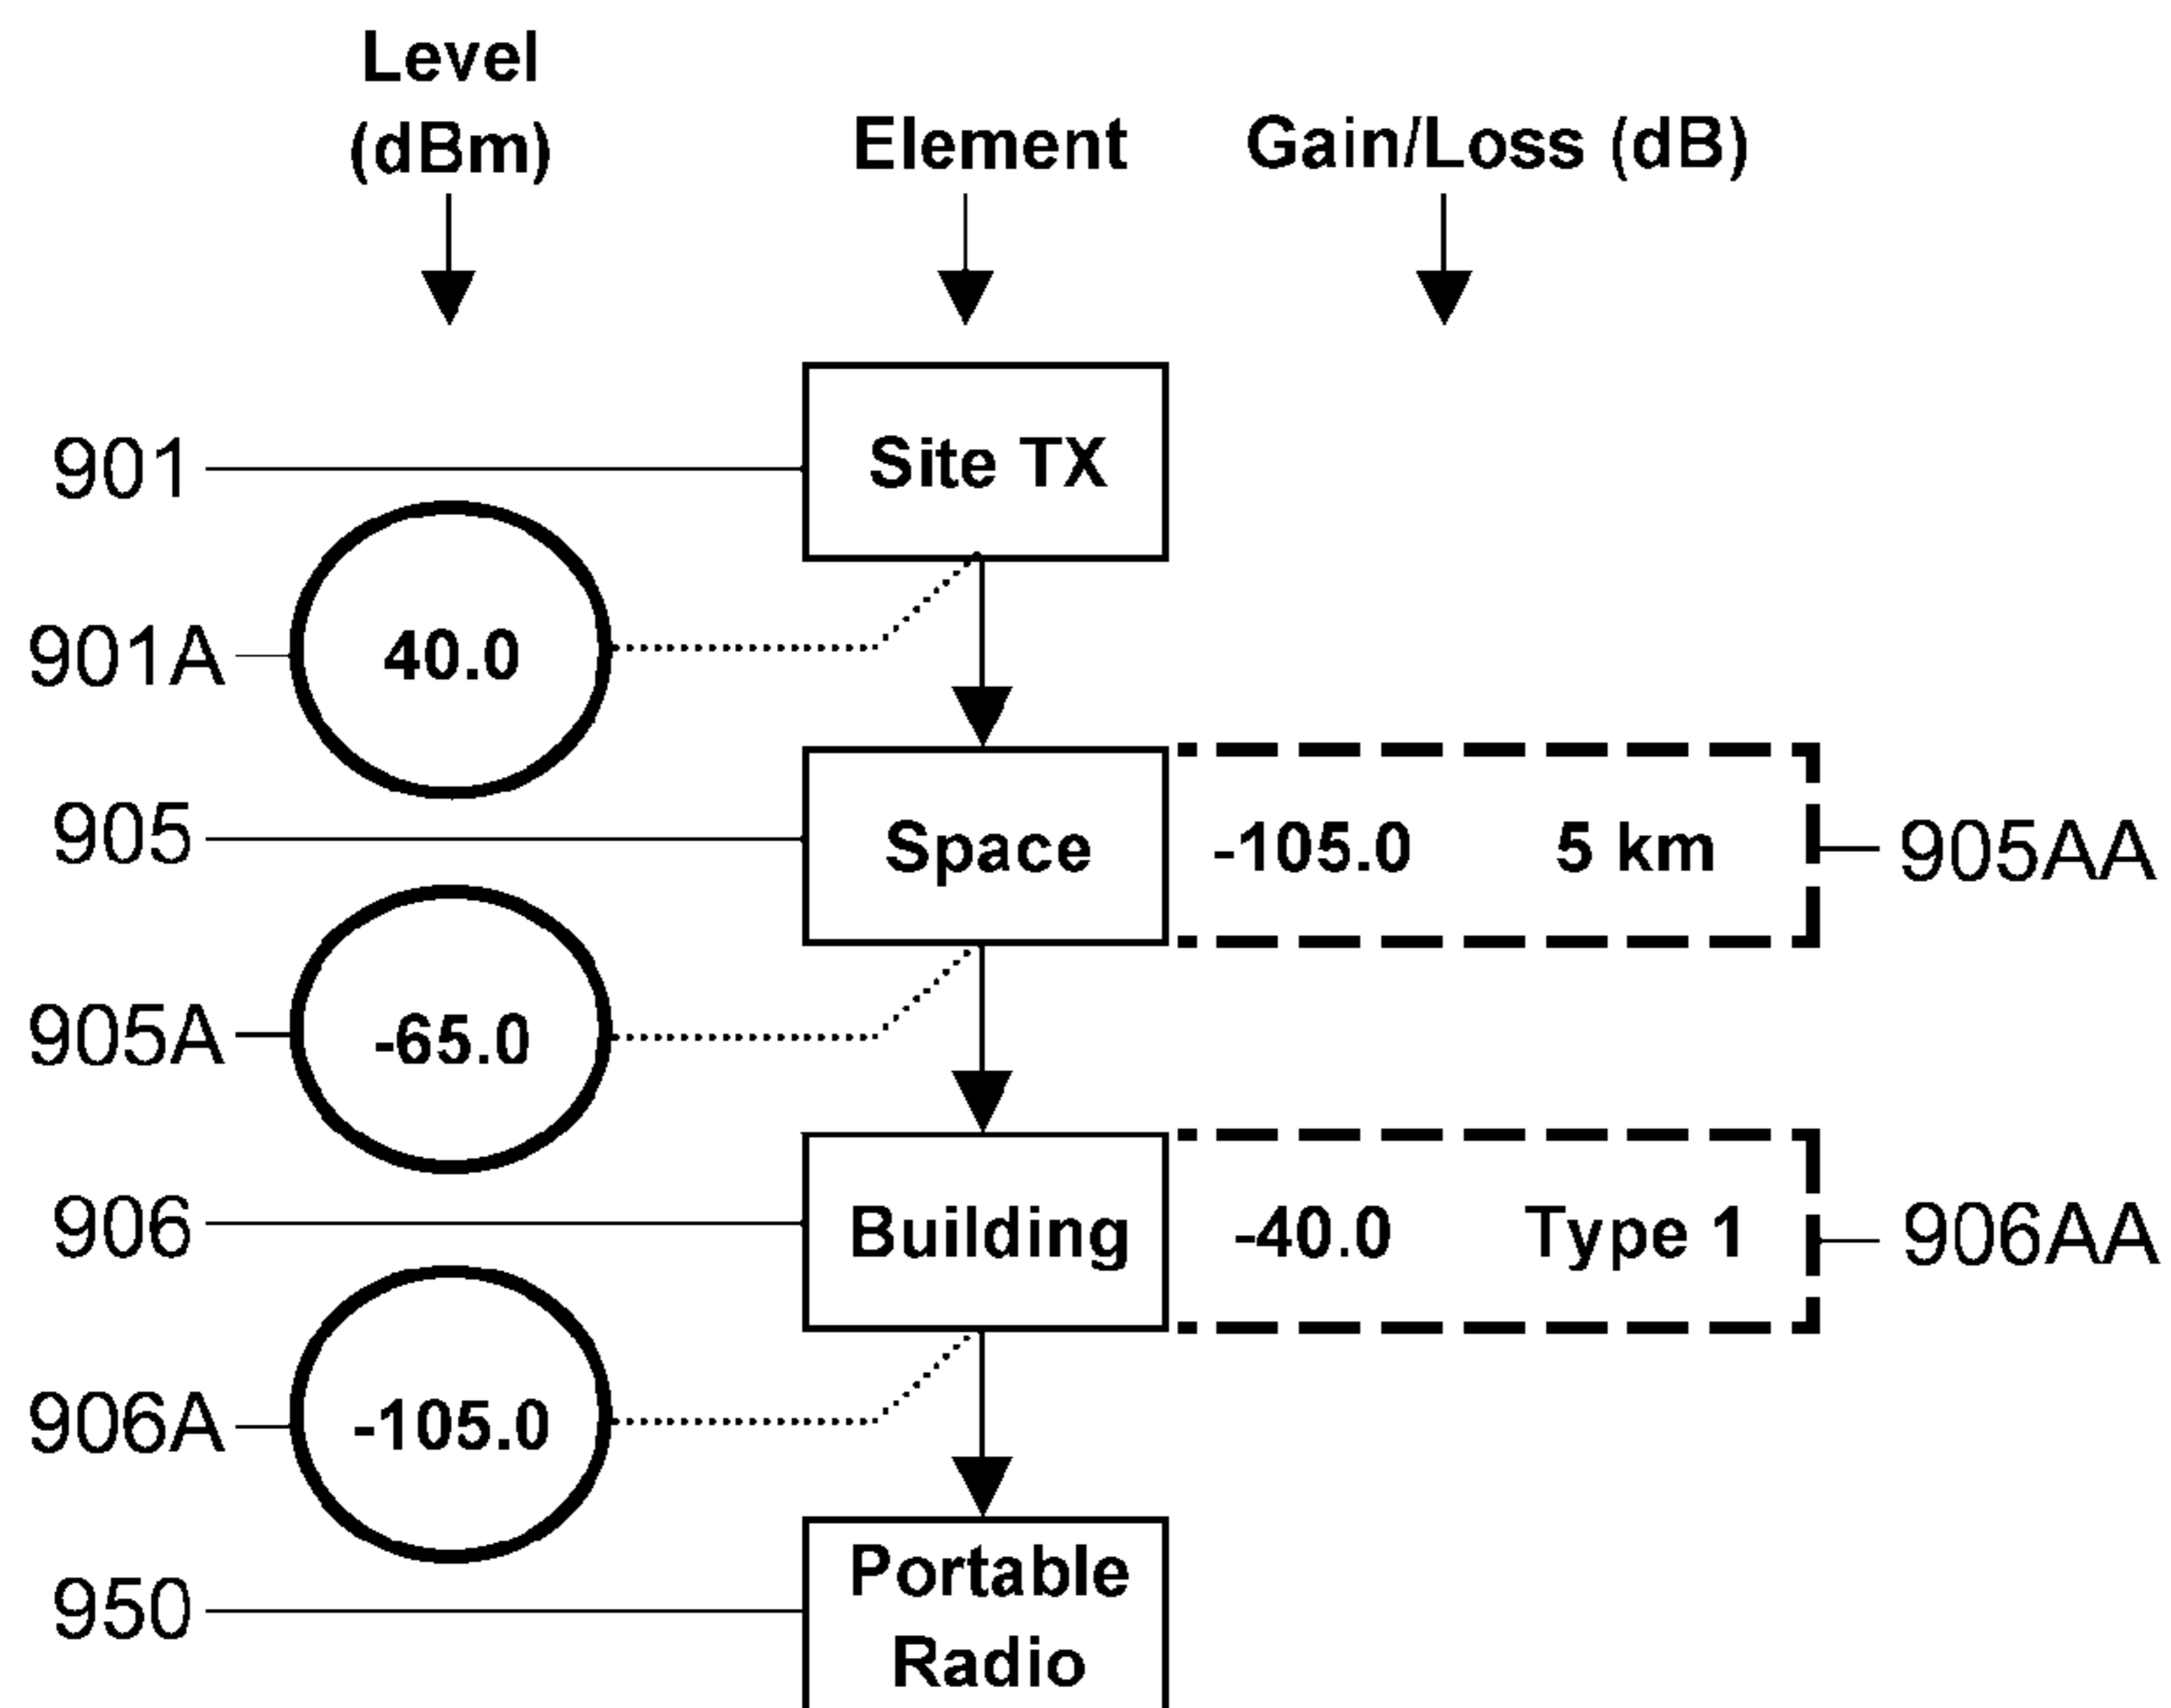 Level
(dBm)
Element
Gain/Loss (dB)
901
Site TX
901A
40.0
905
Space
-105.0
5 km
905AA
905A
-65.0
906
Building
-40.0
Type 1
906AA
906A
-105.0
950
Portable
Radio